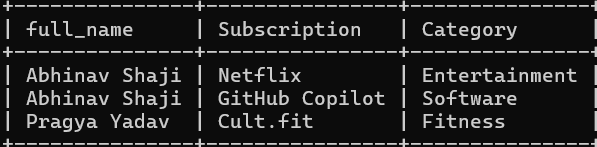 +---------------+----------------+---------------+
| full_name     | Subscription   | Category      |
+---------------+----------------+---------------+
| Abhinav Shaji | Netflix        | Entertainment |
| Abhinav Shaji | GitHub Copilot | Software      |
| Pragya Yadav  | Cult.fit       | Fitness       |
+---------------+----------------+---------------+